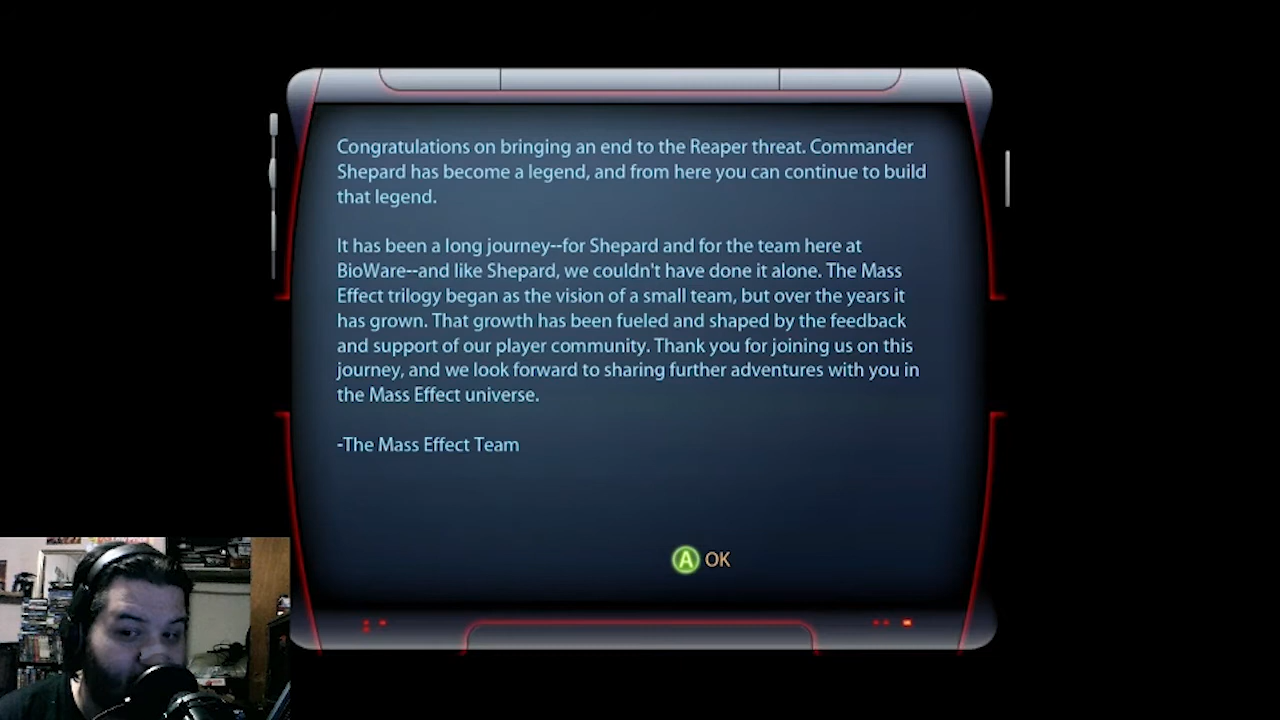 Congratulations on bringing an end to the Reaper threat. Commander
Shepard has become a legend, and from here you can continue to build
that legend.
It has been a long journey--for Shepard and for the team here at
BioWare--and like Shepard, we couldn't have done it alone. The Mass
Effect trilogy began as the vision of a small team, but over the years it
has grown. That growth has been fueled and shaped by the feedback
and support of our player community. Thank you for joining us on this
journey, and we look forward to sharing further adventures with you in
the Mass Effect universe.
-The Mass Effect Team
A OK